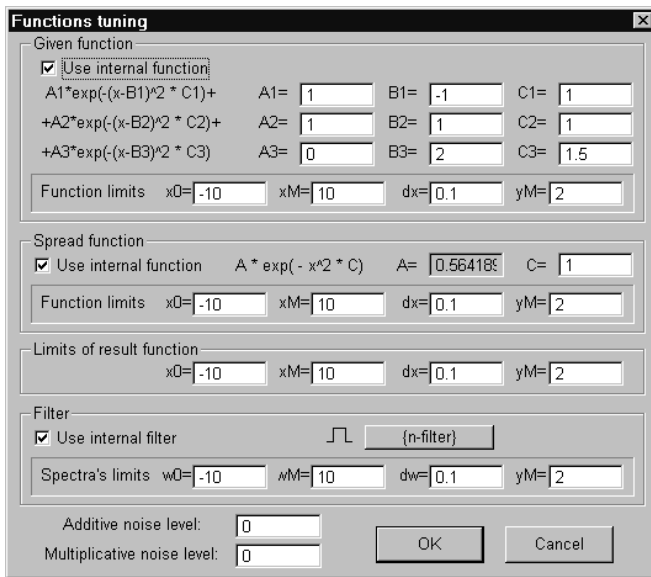 Functions tuning
Given function
Use internal function
A1*exp(-(x-B1)^2 * C1)+ A1= 1 B1= -1 C1= 1
+A2*exp(-(x-B2)^2 * C2)+ A2= 1 B2= 1 C2= 1
+A3*exp(-(x-B3)^2 * C3) A3= 0 B3= 2 C3= 1.5
Function limits x0= -10 xM= 10 dx= 0.1 yM= 2
Spread function
Use internal function A * exp( - x^2 * C) A= 0.564189 C= 1
Function limits x0= -10 xM= 10 dx= 0.1 yM= 2
Limits of result function
x0= -10 xM= 10 dx= 0.1 yM= 2
Filter
Use internal filter {n-filter}
Spectra's limits w0= -10 wM= 10 dw= 0.1 yM= 2
Additive noise level: 0
Multiplicative noise level: 0
OK Cancel